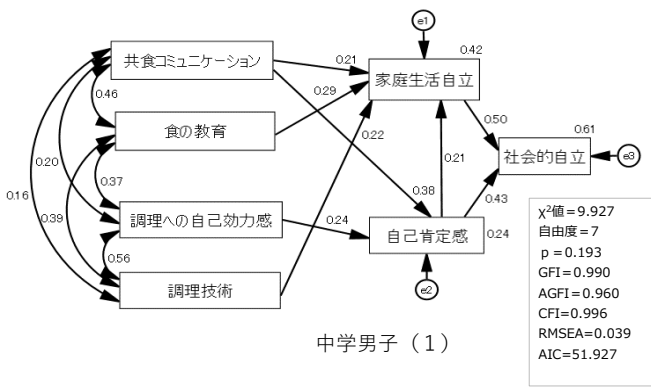 e1
0.42
共食コミュニケーション
0.21
家庭生活自立
0.46
0.29
0.50
食の教育
0.22
0.61
社会的自立
e3
0.20
0.37
0.21
0.16
0.39
0.38
0.43
調理への自己効力感
0.24
自己肯定感
0.24
0.56
調理技術
e2
χ²値=9.927
自由度=7
p=0.193
GFI=0.990
AGFI=0.960
CFI=0.996
RMSEA=0.039
AIC=51.927
中学男子（1）